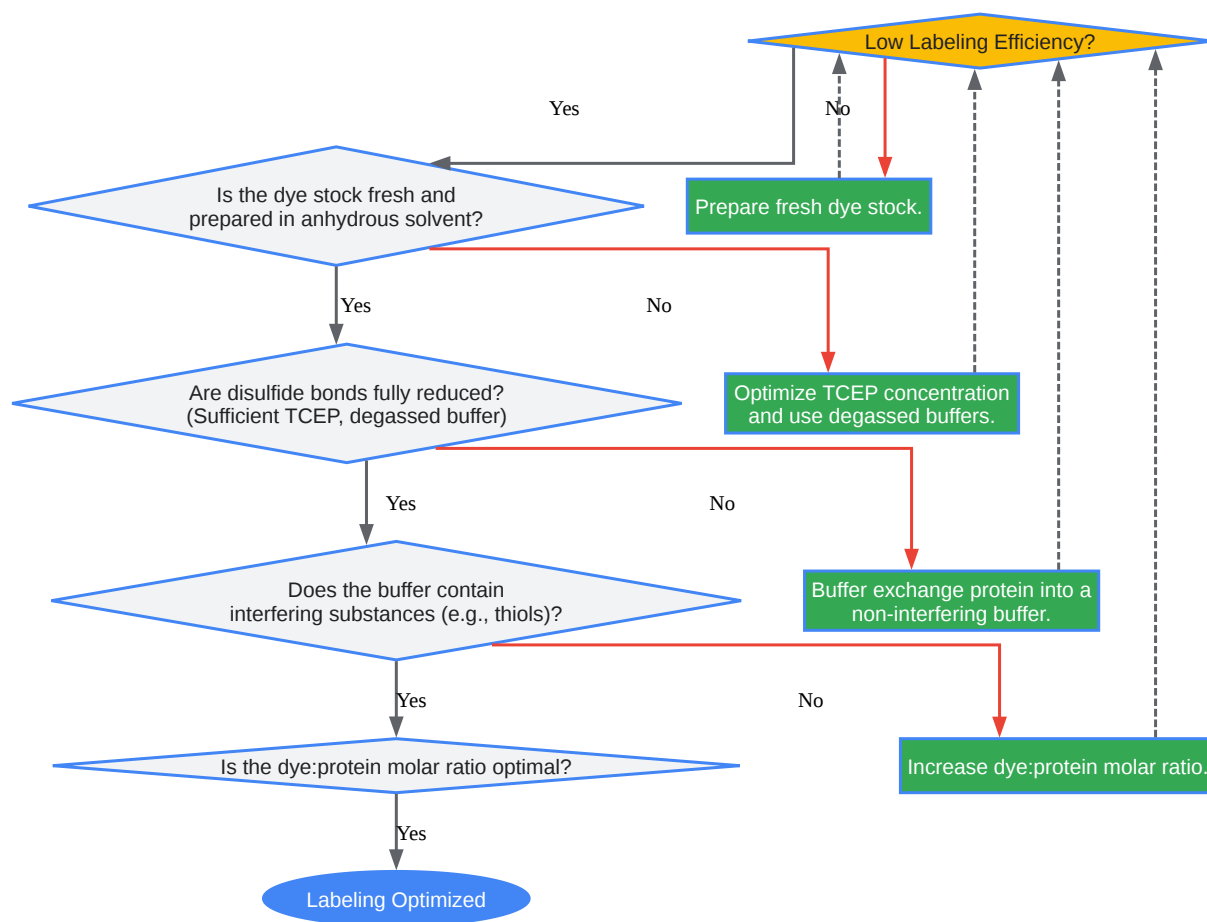 Low Labeling Efficiency?
Yes
No
Is the dye stock fresh and
prepared in anhydrous solvent?
Prepare fresh dye stock.
Yes
No
Are disulfide bonds fully reduced?
(Sufficient TCEP, degassed buffer)
Optimize TCEP concentration
and use degassed buffers.
Yes
No
Does the buffer contain
interfering substances (e.g., thiols)?
Buffer exchange protein into a
non-interfering buffer.
Yes
No
Is the dye:protein molar ratio optimal?
Increase dye:protein molar ratio.
Yes
Labeling Optimized